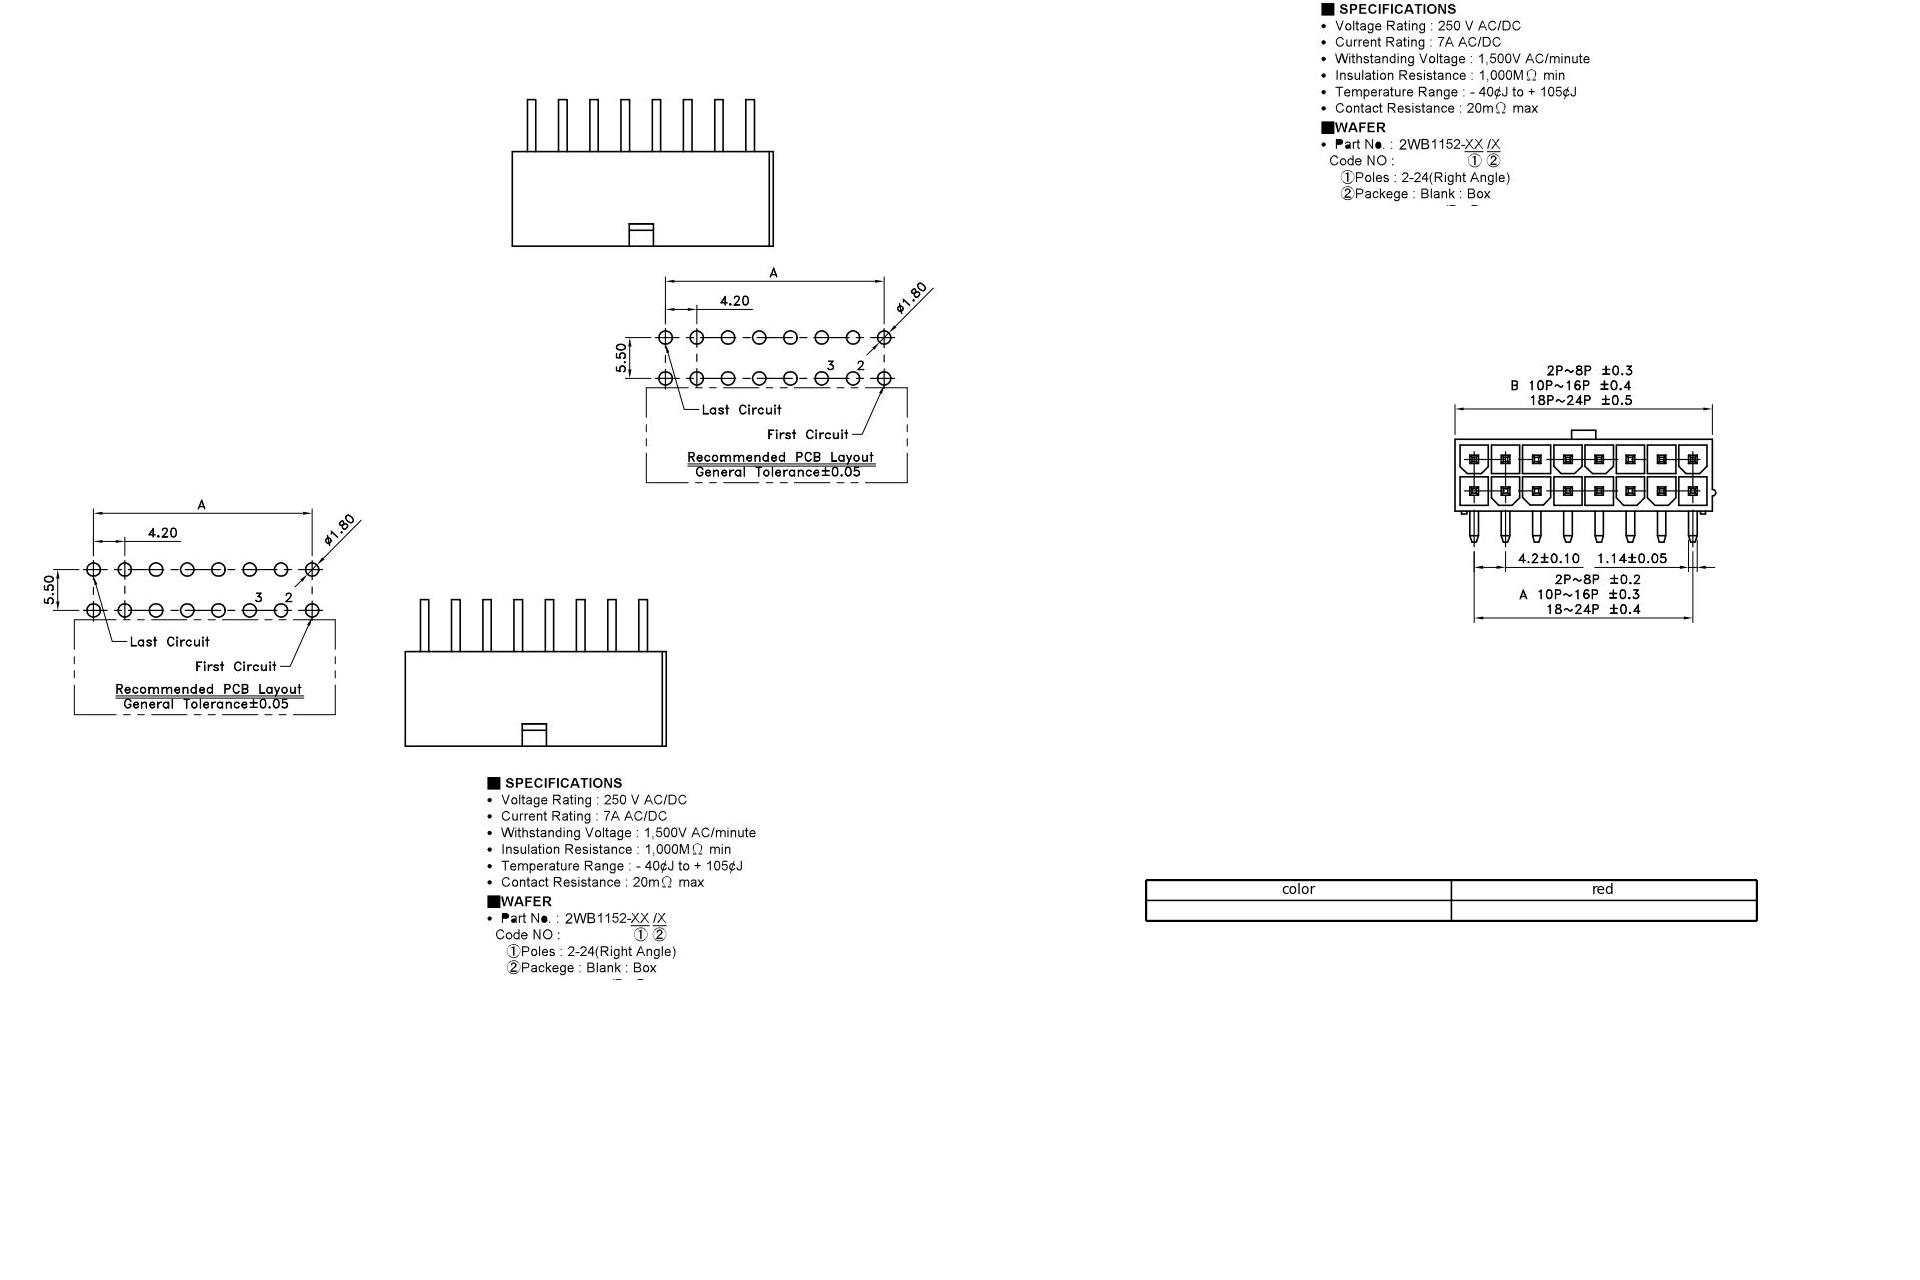 ■ SPECIFICATIONS
• Voltage Rating : 250 V AC/DC
• Current Rating : 7A AC/DC
• Withstanding Voltage : 1,500V AC/minute
• Insulation Resistance : 1,000MΩ min
• Temperature Range : - 40¢J to + 105¢J
• Contact Resistance : 20mΩ max
■WAFER
• Part No. : 2WB1152-XX /X
Code NO : ① ②
①Poles : 2-24(Right Angle)
②Packege : Blank : Box
A
4.20
ø1.80
5.50
3 2
Last Circuit
First Circuit
Recommended PCB Layout
General Tolerance±0.05
2P~8P ±0.3
B 10P~16P ±0.4
18P~24P ±0.5
4.2±0.10 1.14±0.05
2P~8P ±0.2
A 10P~16P ±0.3
18~24P ±0.4
A
4.20
ø1.80
5.50
3 2
Last Circuit
First Circuit
Recommended PCB Layout
General Tolerance±0.05
■ SPECIFICATIONS
• Voltage Rating : 250 V AC/DC
• Current Rating : 7A AC/DC
• Withstanding Voltage : 1,500V AC/minute
• Insulation Resistance : 1,000MΩ min
• Temperature Range : - 40¢J to + 105¢J
• Contact Resistance : 20mΩ max
■WAFER
• Part No. : 2WB1152-XX /X
Code NO : ① ②
①Poles : 2-24(Right Angle)
②Packege : Blank : Box
color red